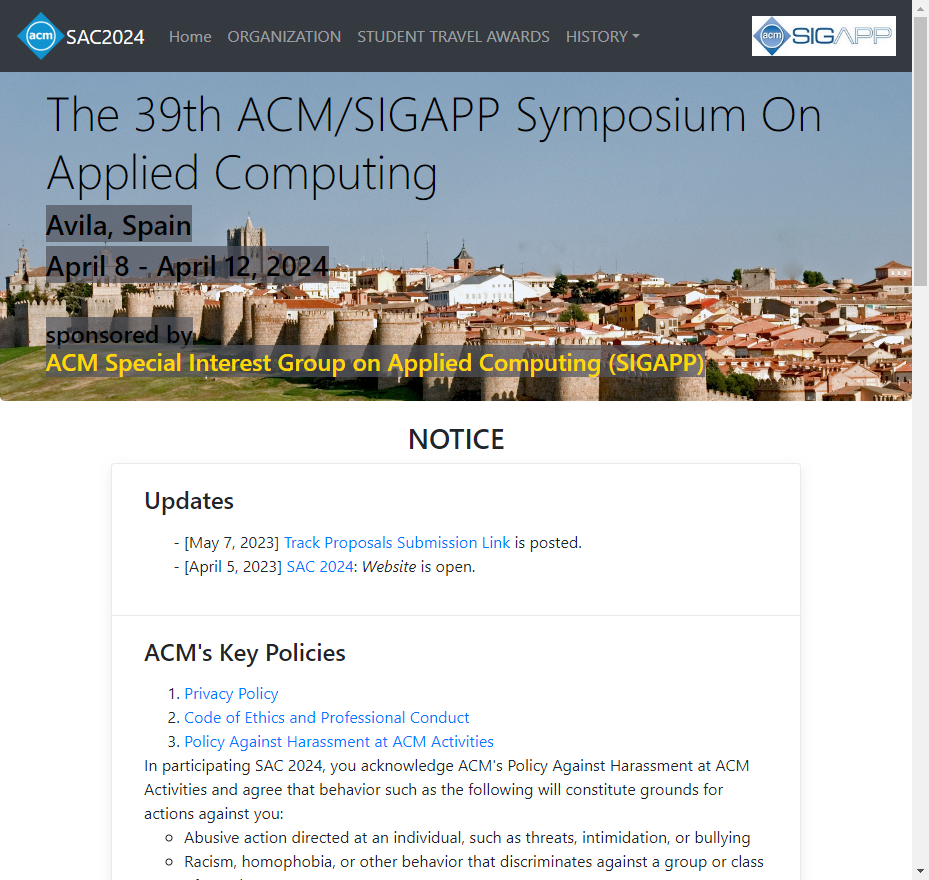 acm SAC2024 Home ORGANIZATION STUDENT TRAVEL AWARDS HISTORY acm SIGAPP
The 39th ACM/SIGAPP Symposium On
Applied Computing
Avila, Spain
April 8 - April 12, 2024
sponsored by
ACM Special Interest Group on Applied Computing (SIGAPP)
NOTICE
Updates
- [May 7, 2023] Track Proposals Submission Link is posted.
- [April 5, 2023] SAC 2024: Website is open.
ACM's Key Policies
1. Privacy Policy
2. Code of Ethics and Professional Conduct
3. Policy Against Harassment at ACM Activities
In participating SAC 2024, you acknowledge ACM's Policy Against Harassment at ACM
Activities and agree that behavior such as the following will constitute grounds for
actions against you:
Abusive action directed at an individual, such as threats, intimidation, or bullying
Racism, homophobia, or other behavior that discriminates against a group or class